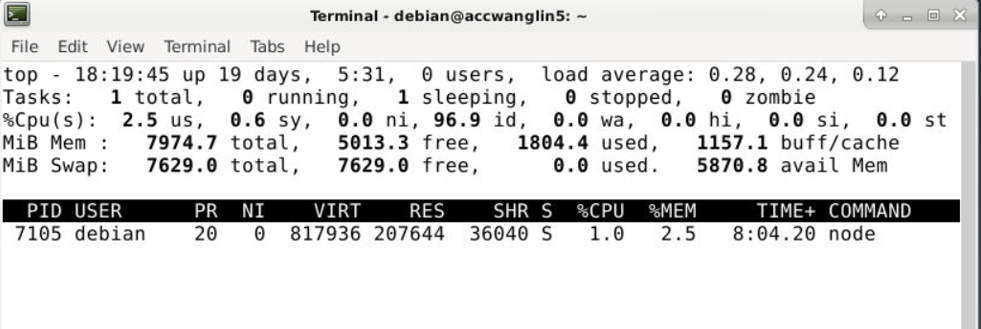 Terminal - debian@accwanglin5: ~
File Edit View Terminal Tabs Help
top - 18:19:45 up 19 days,  5:31,  0 users,  load average: 0.28, 0.24, 0.12
Tasks:   1 total,   0 running,   1 sleeping,   0 stopped,   0 zombie
%Cpu(s):  2.5 us,  0.6 sy,  0.0 ni, 96.9 id,  0.0 wa,  0.0 hi,  0.0 si,  0.0 st
MiB Mem :   7974.7 total,   5013.3 free,   1804.4 used,   1157.1 buff/cache
MiB Swap:   7629.0 total,   7629.0 free,      0.0 used.   5870.8 avail Mem
PID USER      PR  NI    VIRT    RES    SHR S  %CPU  %MEM     TIME+ COMMAND
7105 debian    20   0  817936 207644  36040 S   1.0   2.5   8:04.20 node